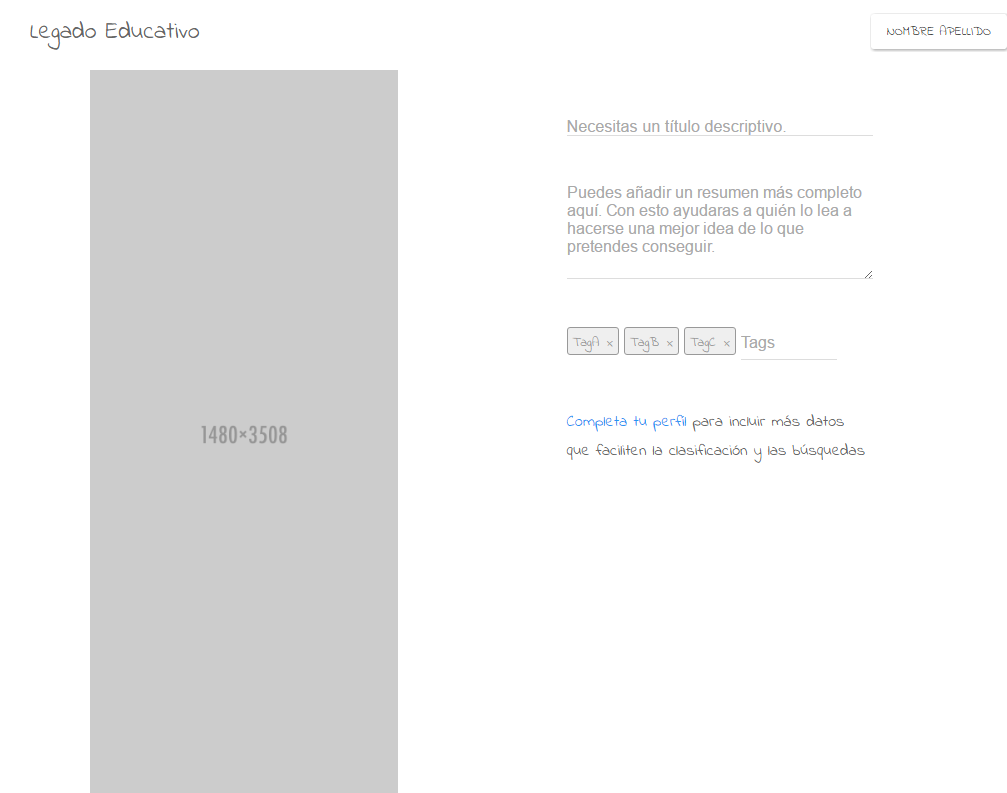 Legado Educativo
NOMBRE APELLIDO
Necesitas un título descriptivo.
Puedes añadir un resumen más completo
aquí. Con esto ayudaras a quién lo lea a
hacerse una mejor idea de lo que
pretendes conseguir.
TagA x TagB x TagC x Tags
1480×3508
Completa tu perfil para incluir más datos
que faciliten la clasificación y las búsquedas